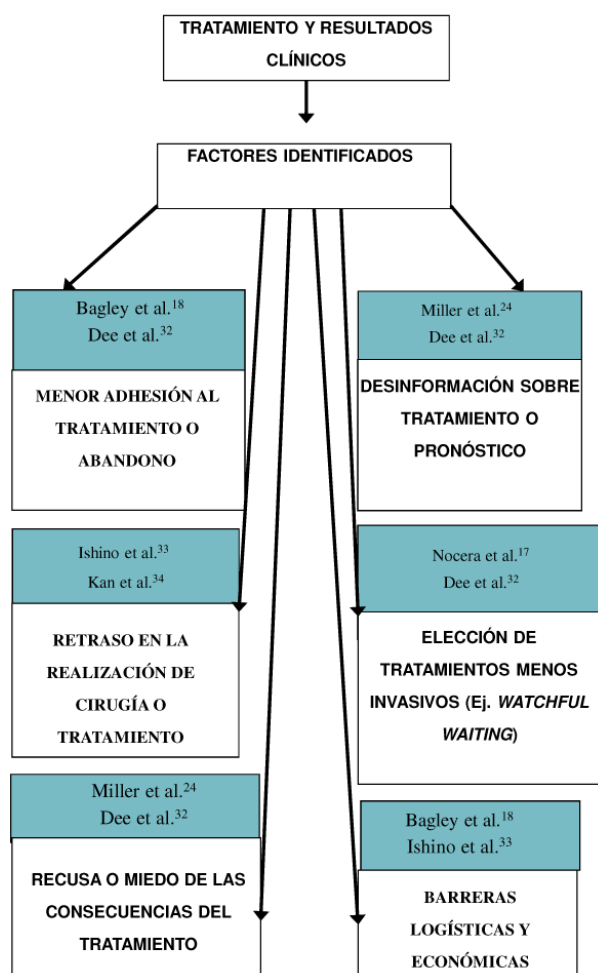 TRATAMIENTO Y RESULTADOS
CLÍNICOS
FACTORES IDENTIFICADOS
Bagley et al.18
Dee et al.32
MENOR ADHESIÓN AL
TRATAMIENTO O
ABANDONO
Miller et al.24
Dee et al.32
DESINFORMACIÓN SOBRE
TRATAMIENTO O
PRONÓSTICO
Ishino et al.33
Kan et al.34
RETRASO EN LA
REALIZACIÓN DE
CIRUGÍA O
TRATAMIENTO
Nocera et al.17
Dee et al.32
ELECCIÓN DE
TRATAMIENTOS MENOS
INVASIVOS (Ej. WATCHFUL
WAITING)
Miller et al.24
Dee et al.32
RECUSA O MIEDO DE LAS
CONSECUENCIAS DEL
TRATAMIENTO
Bagley et al.18
Ishino et al.33
BARRERAS
LOGÍSTICAS Y
ECONÓMICAS